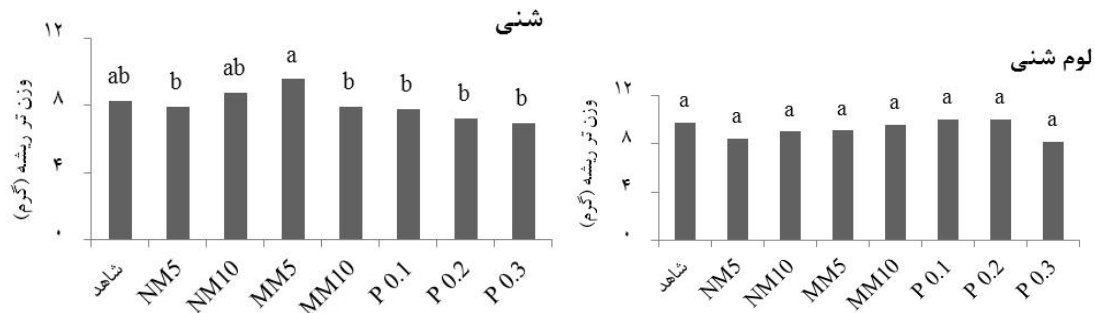 شنی
وزن تر ریشه (گرم)
۱۲
۸
۴
۰
ab b ab a b b b b
شاهد NM5 NM10 MM5 MM10 P 0.1 P 0.2 P 0.3
لوم شنی
وزن تر ریشه (گرم)
۱۲
۸
۴
۰
a a a a a a a a
شاهد NM5 NM10 MM5 MM10 P 0.1 P 0.2 P 0.3